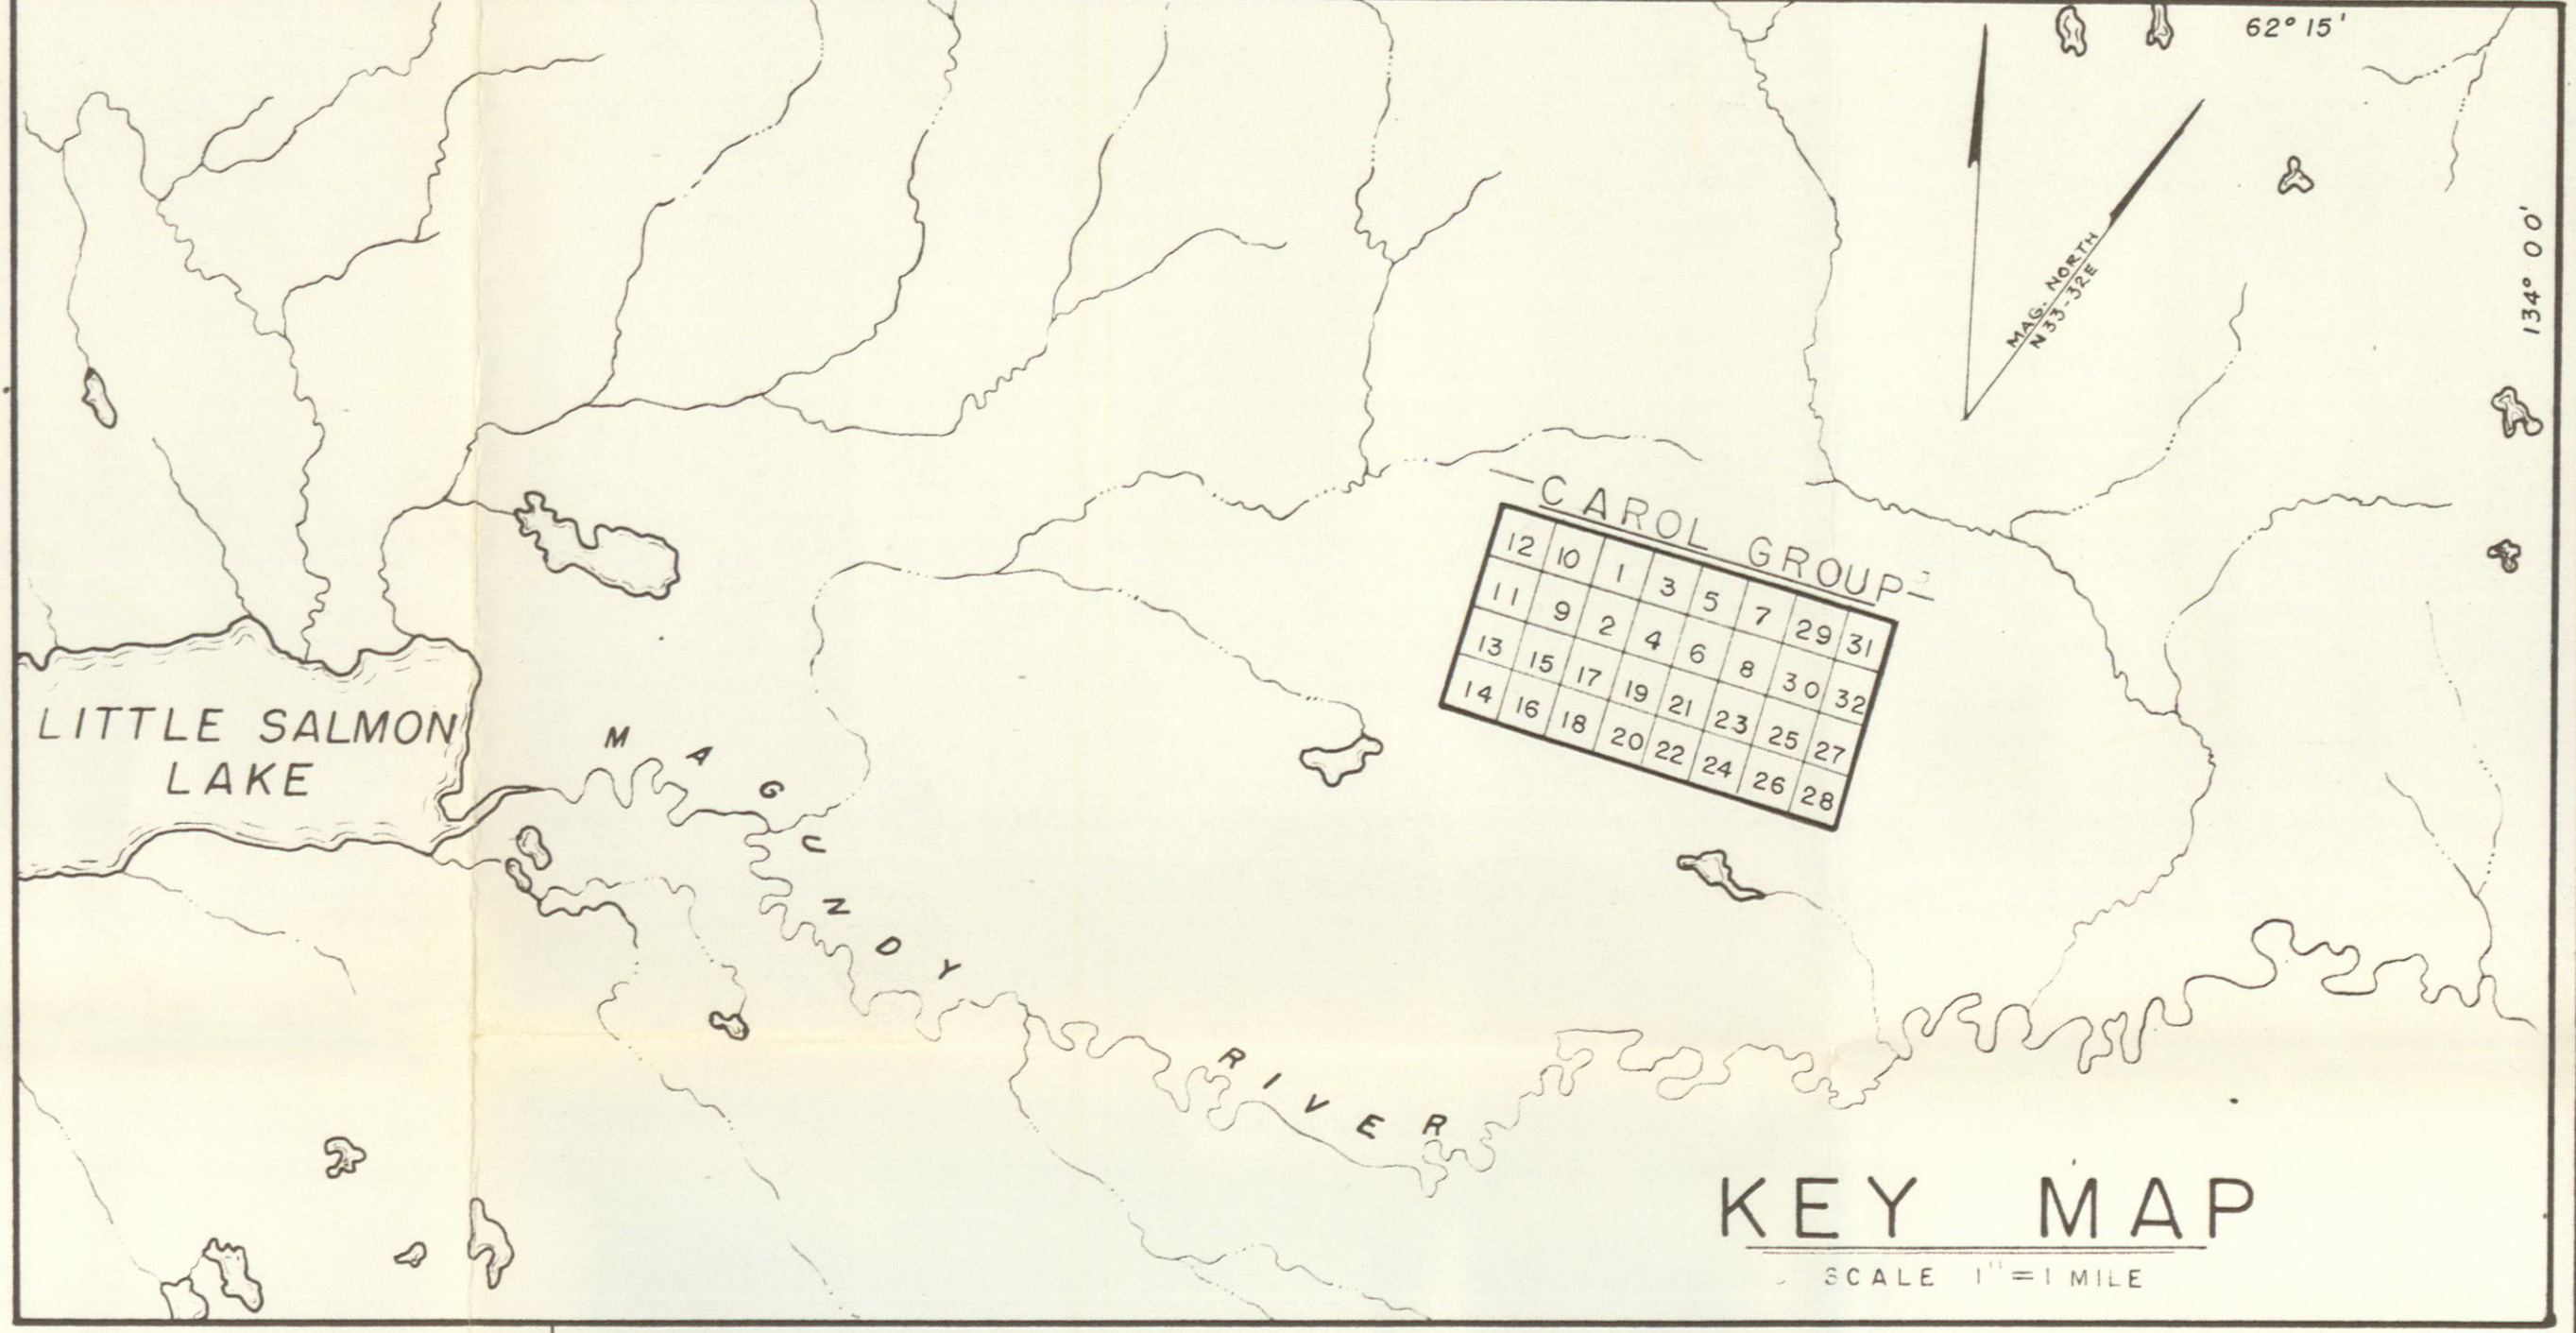 62° 15'
134° 00'
MAG. NORTH
N33-32E
—CAROL GROUP—
12 10 1 3 5 7 29 31
11 9 2 4 6 8 30 32
13 15 17 19 21 23 25 27
14 16 18 20 22 24 26 28
LITTLE SALMON
LAKE
MAGUNDY RIVER
KEY MAP
SCALE 1"=1 MILE